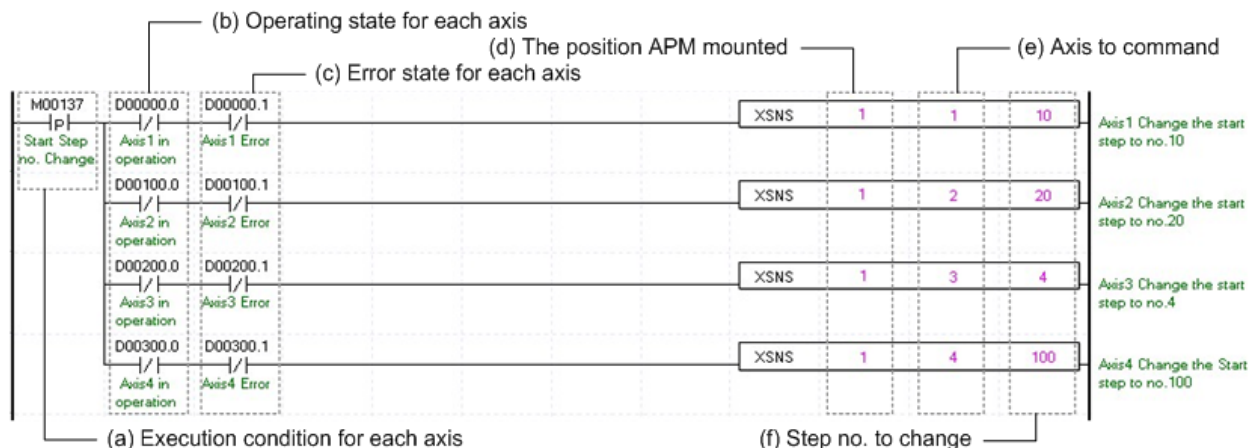 (b) Operating state for each axis
(d) The position APM mounted
(e) Axis to command
(c) Error state for each axis
M00137
D00000.0
D00000.1
P
XSNS 1 1 10
Start Step
no. Change
Axis1 in
operation
Axis1 Error
Axis1 Change the start
step to no.10
D00100.0
D00100.1
XSNS 1 2 20
Axis2 in
operation
Axis2 Error
Axis2 Change the start
step to no.20
D00200.0
D00200.1
XSNS 1 3 4
Axis3 in
operation
Axis3 Error
Axis3 Change the start
step to no.4
D00300.0
D00300.1
XSNS 1 4 100
Axis4 in
operation
Axis4 Error
Axis4 Change the Start
step to no.100
(a) Execution condition for each axis
(f) Step no. to change